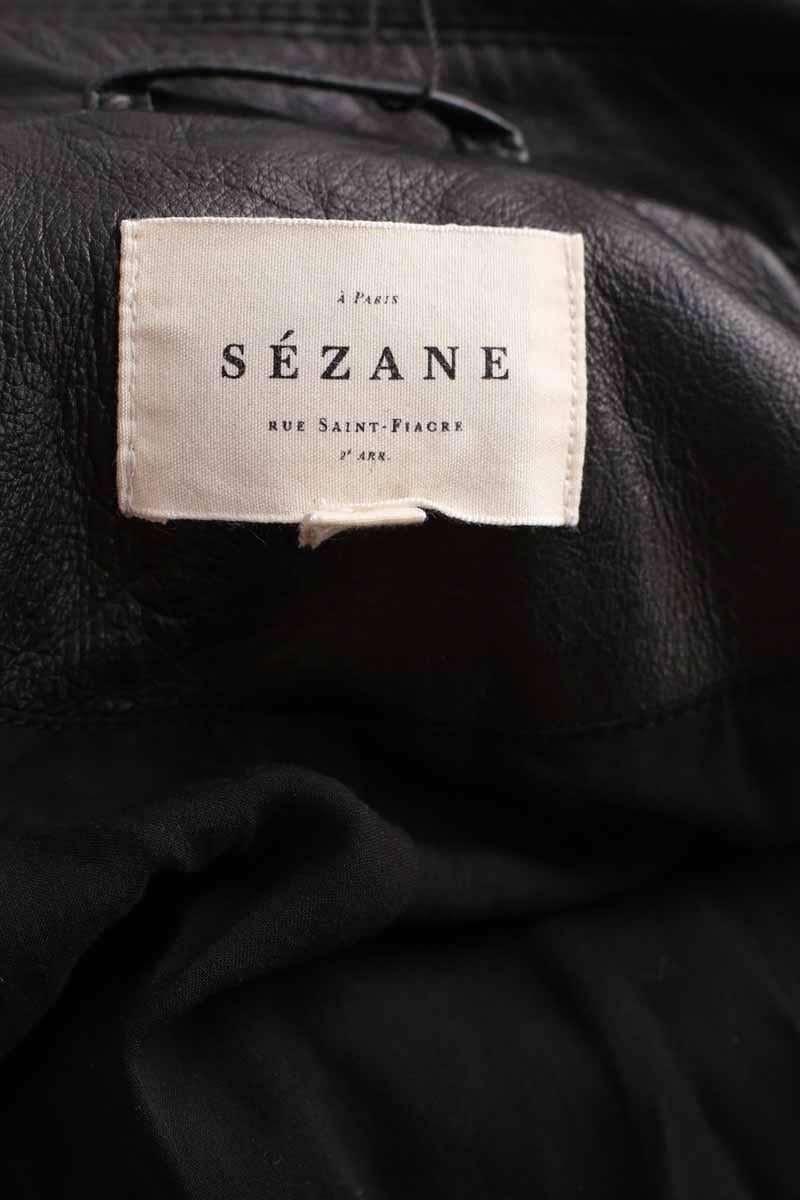 À PARIS
SÉZANE
RUE SAINT-FIACRE
2ᵉ ARR.